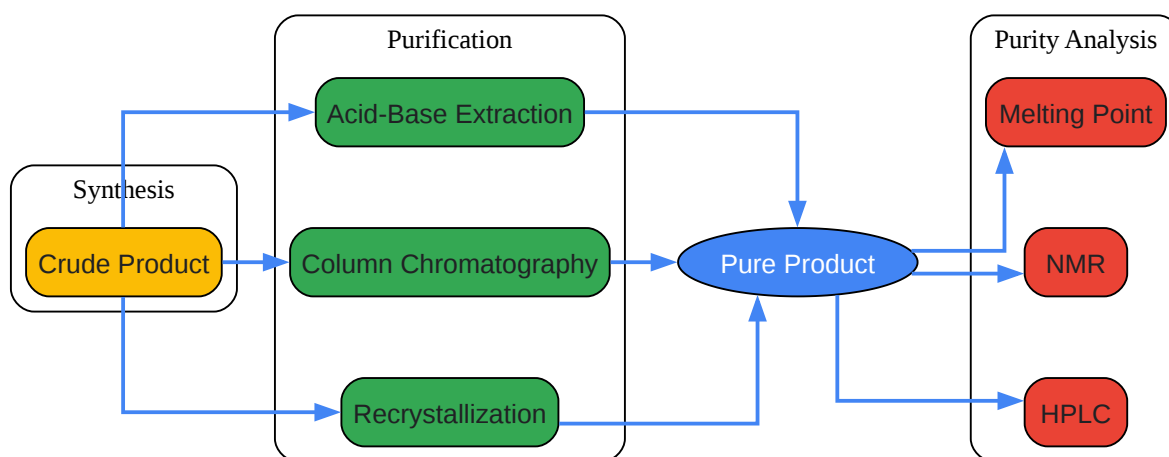 Synthesis
Crude Product
Purification
Acid-Base Extraction
Column Chromatography
Recrystallization
Pure Product
Purity Analysis
Melting Point
NMR
HPLC